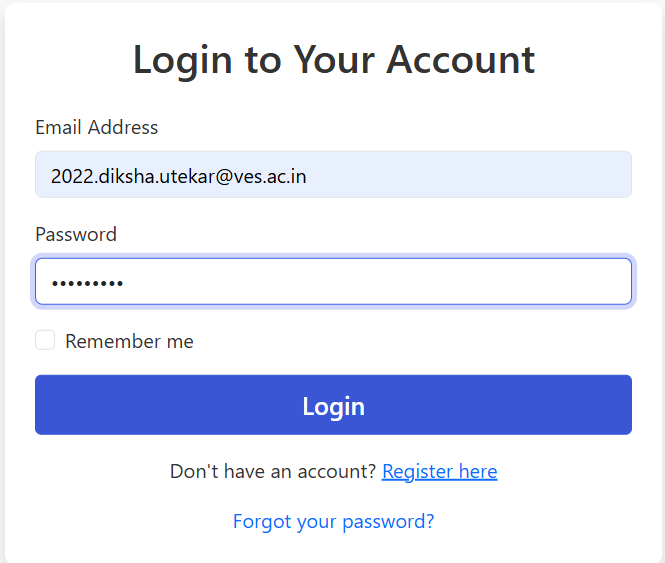 Login to Your Account
Email Address
2022.diksha.utekar@ves.ac.in
Password
•••••••••
Remember me
Login
Don't have an account? Register here
Forgot your password?